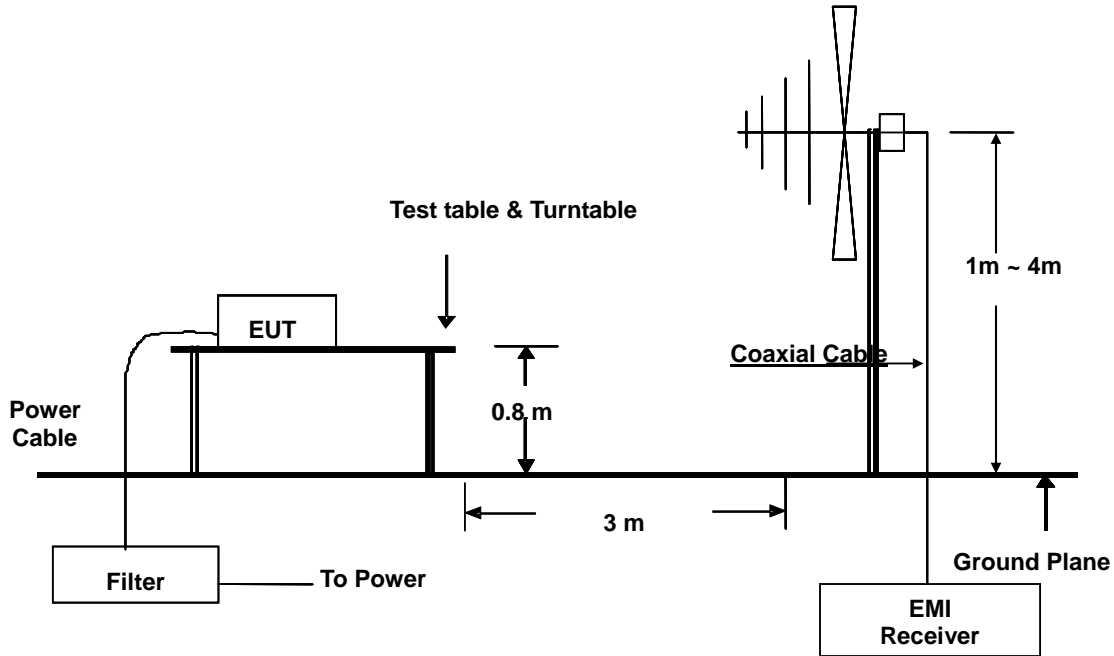 Test table & Turntable
1m ~ 4m
EUT
Coaxial Cable
0.8 m
Power
Cable
3 m
Filter
To Power
Ground Plane
EMI
Receiver